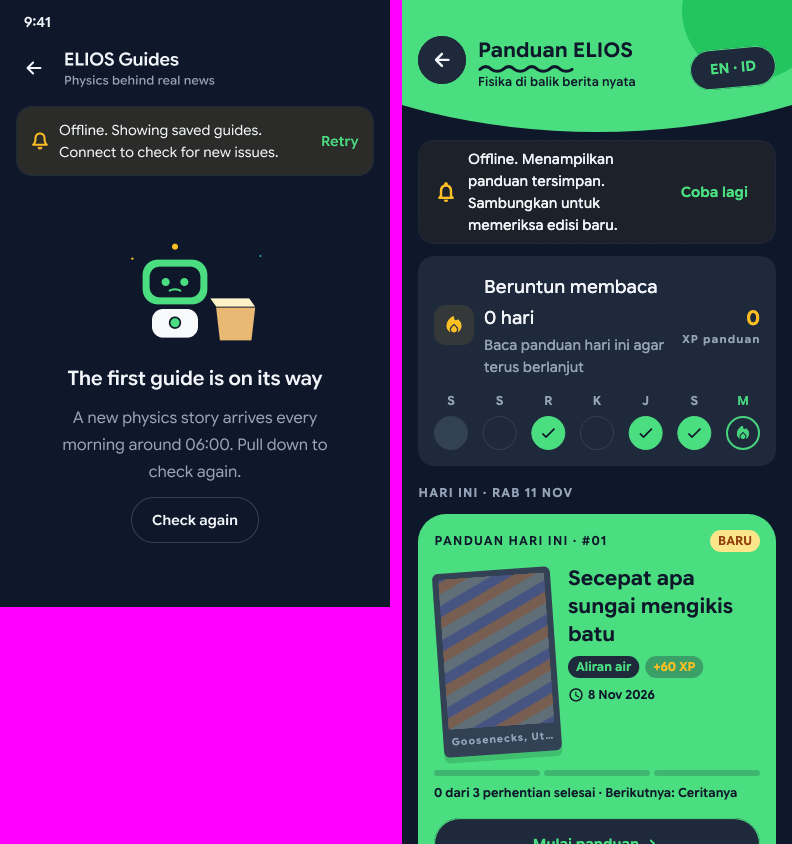 9:41
ELIOS Guides
Physics behind real news
Offline. Showing saved guides.
Connect to check for new issues.
Retry
The first guide is on its way
A new physics story arrives every
morning around 06:00. Pull down to
check again.
Check again
Panduan ELIOS
Fisika di balik berita nyata
EN · ID
Offline. Menampilkan
panduan tersimpan.
Sambungkan untuk
memeriksa edisi baru.
Coba lagi
Beruntun membaca
0 hari
Baca panduan hari ini agar
terus berlanjut
0
XP panduan
S S R K J S M
HARI INI · RAB 11 NOV
PANDUAN HARI INI · #01
BARU
Secepat apa
sungai mengikis
batu
Aliran air
+60 XP
8 Nov 2026
Goosenecks, Ut…
0 dari 3 perhentian selesai · Berikutnya: Ceritanya
Mulai panduan